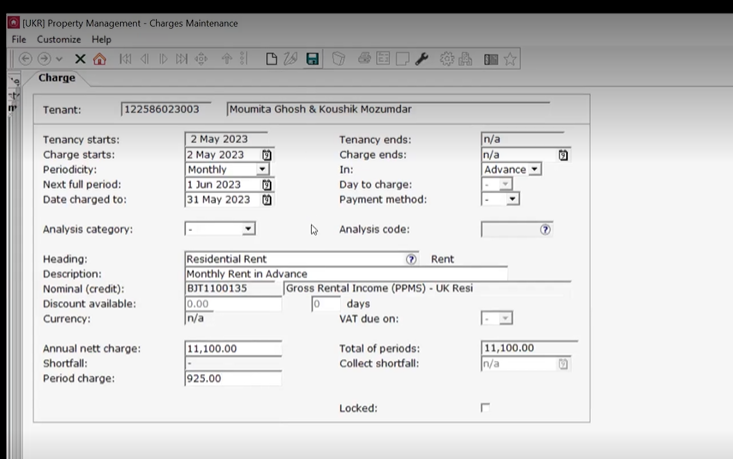 [UKR] Property Management - Charges Maintenance
File Customize Help
Charge
Tenant: 122586023003 Moumita Ghosh & Koushik Mozumdar
Tenancy starts: 2 May 2023 Tenancy ends: n/a
Charge starts: 2 May 2023 Charge ends: n/a
Periodicity: Monthly In: Advance
Next full period: 1 Jun 2023 Day to charge: -
Date charged to: 31 May 2023 Payment method: -
Analysis category: - Analysis code:
Heading: Residential Rent Rent
Description: Monthly Rent in Advance
Nominal (credit): BJT1100135 Gross Rental Income (PPMS) - UK Resi
Discount available: 0.00 0 days
Currency: n/a VAT due on: -
Annual nett charge: 11,100.00 Total of periods: 11,100.00
Shortfall: - Collect shortfall: n/a
Period charge: 925.00
Locked: